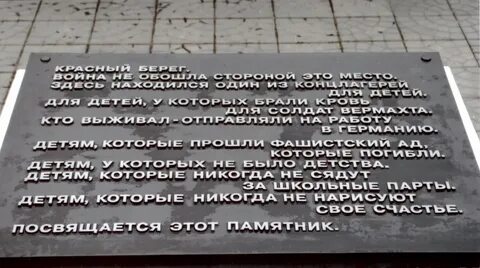 КРАСНЫЙ БЕРЕГ.
ВОЙНА НЕ ОБОШЛА СТОРОНОЙ ЭТО МЕСТО.
ЗДЕСЬ НАХОДИЛСЯ ОДИН ИЗ КОНЦЛАГЕРЕЙ
ДЛЯ ДЕТЕЙ.
ДЛЯ ДЕТЕЙ, У КОТОРЫХ БРАЛИ КРОВЬ
ДЛЯ СОЛДАТ ВЕРМАХТА.
КТО ВЫЖИВАЛ-ОТПРАВЛЯЛИ НА РАБОТУ
В ГЕРМАНИЮ.
ДЕТЯМ, КОТОРЫЕ ПРОШЛИ ФАШИСТСКИЙ АД,
КОТОРЫЕ ПОГИБЛИ.
ДЕТЯМ, У КОТОРЫХ НЕ БЫЛО ДЕТСТВА.
ДЕТЯМ, КОТОРЫЕ НИКОГДА НЕ СЯДУТ
ЗА ШКОЛЬНЫЕ ПАРТЫ.
ДЕТЯМ, КОТОРЫЕ НИКОГДА НЕ НАРИСУЮТ
СВОЕ СЧАСТЬЕ.
ПОСВЯЩАЕТСЯ ЭТОТ ПАМЯТНИК.